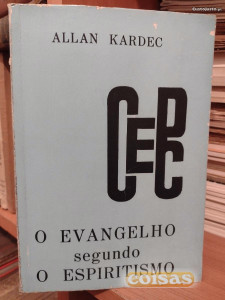 ALLAN KARDEC
CEPC
O EVANGELHO
segundo
O ESPIRITISMO
coisas